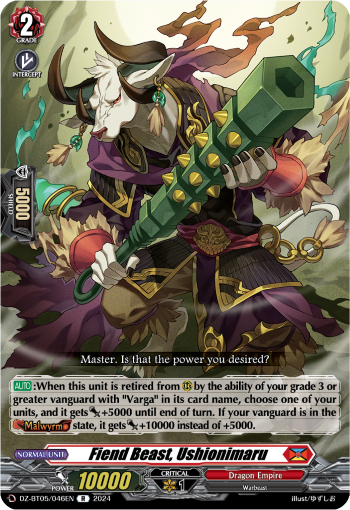 2
GRADE
INTERCEPT
5000
SHIELD
Master. Is that the power you desired?
AUTO:When this unit is retired from by the ability of your grade 3 or
greater vanguard with "Varga" in its card name, choose one of your
units, and it gets +5000 until end of turn. If your vanguard is in the
Malwyrm state, it gets +10000 instead of +5000.
NORMAL UNIT
Fiend Beast, Ushionimaru
POWER 10000
CRITICAL
1
Dragon Empire
Warbeast
DZ-BT05/046EN R 2024
illust/ゆずしお